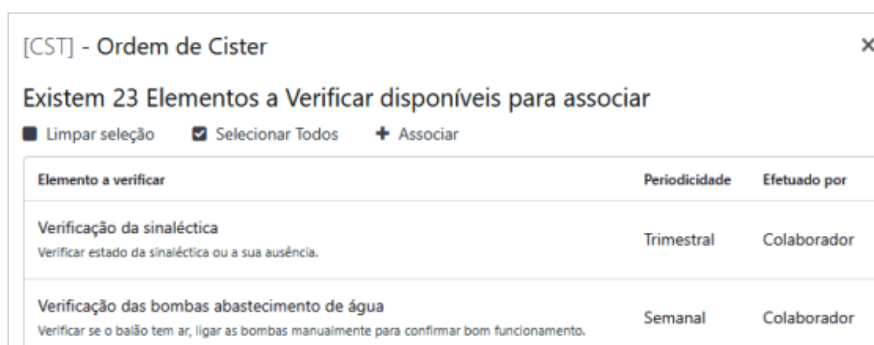 [CST] - Ordem de Cister
Existem 23 Elementos a Verificar disponíveis para associar
Limpar seleção Selecionar Todos Associar
Elemento a verificar Periodicidade Efetuado por
Verificação da sinaléctica
Verificar estado da sinaléctica ou a sua ausência.
Trimestral Colaborador
Verificação das bombas abastecimento de água
Verificar se o balão tem ar, ligar as bombas manualmente para confirmar bom funcionamento.
Semanal Colaborador